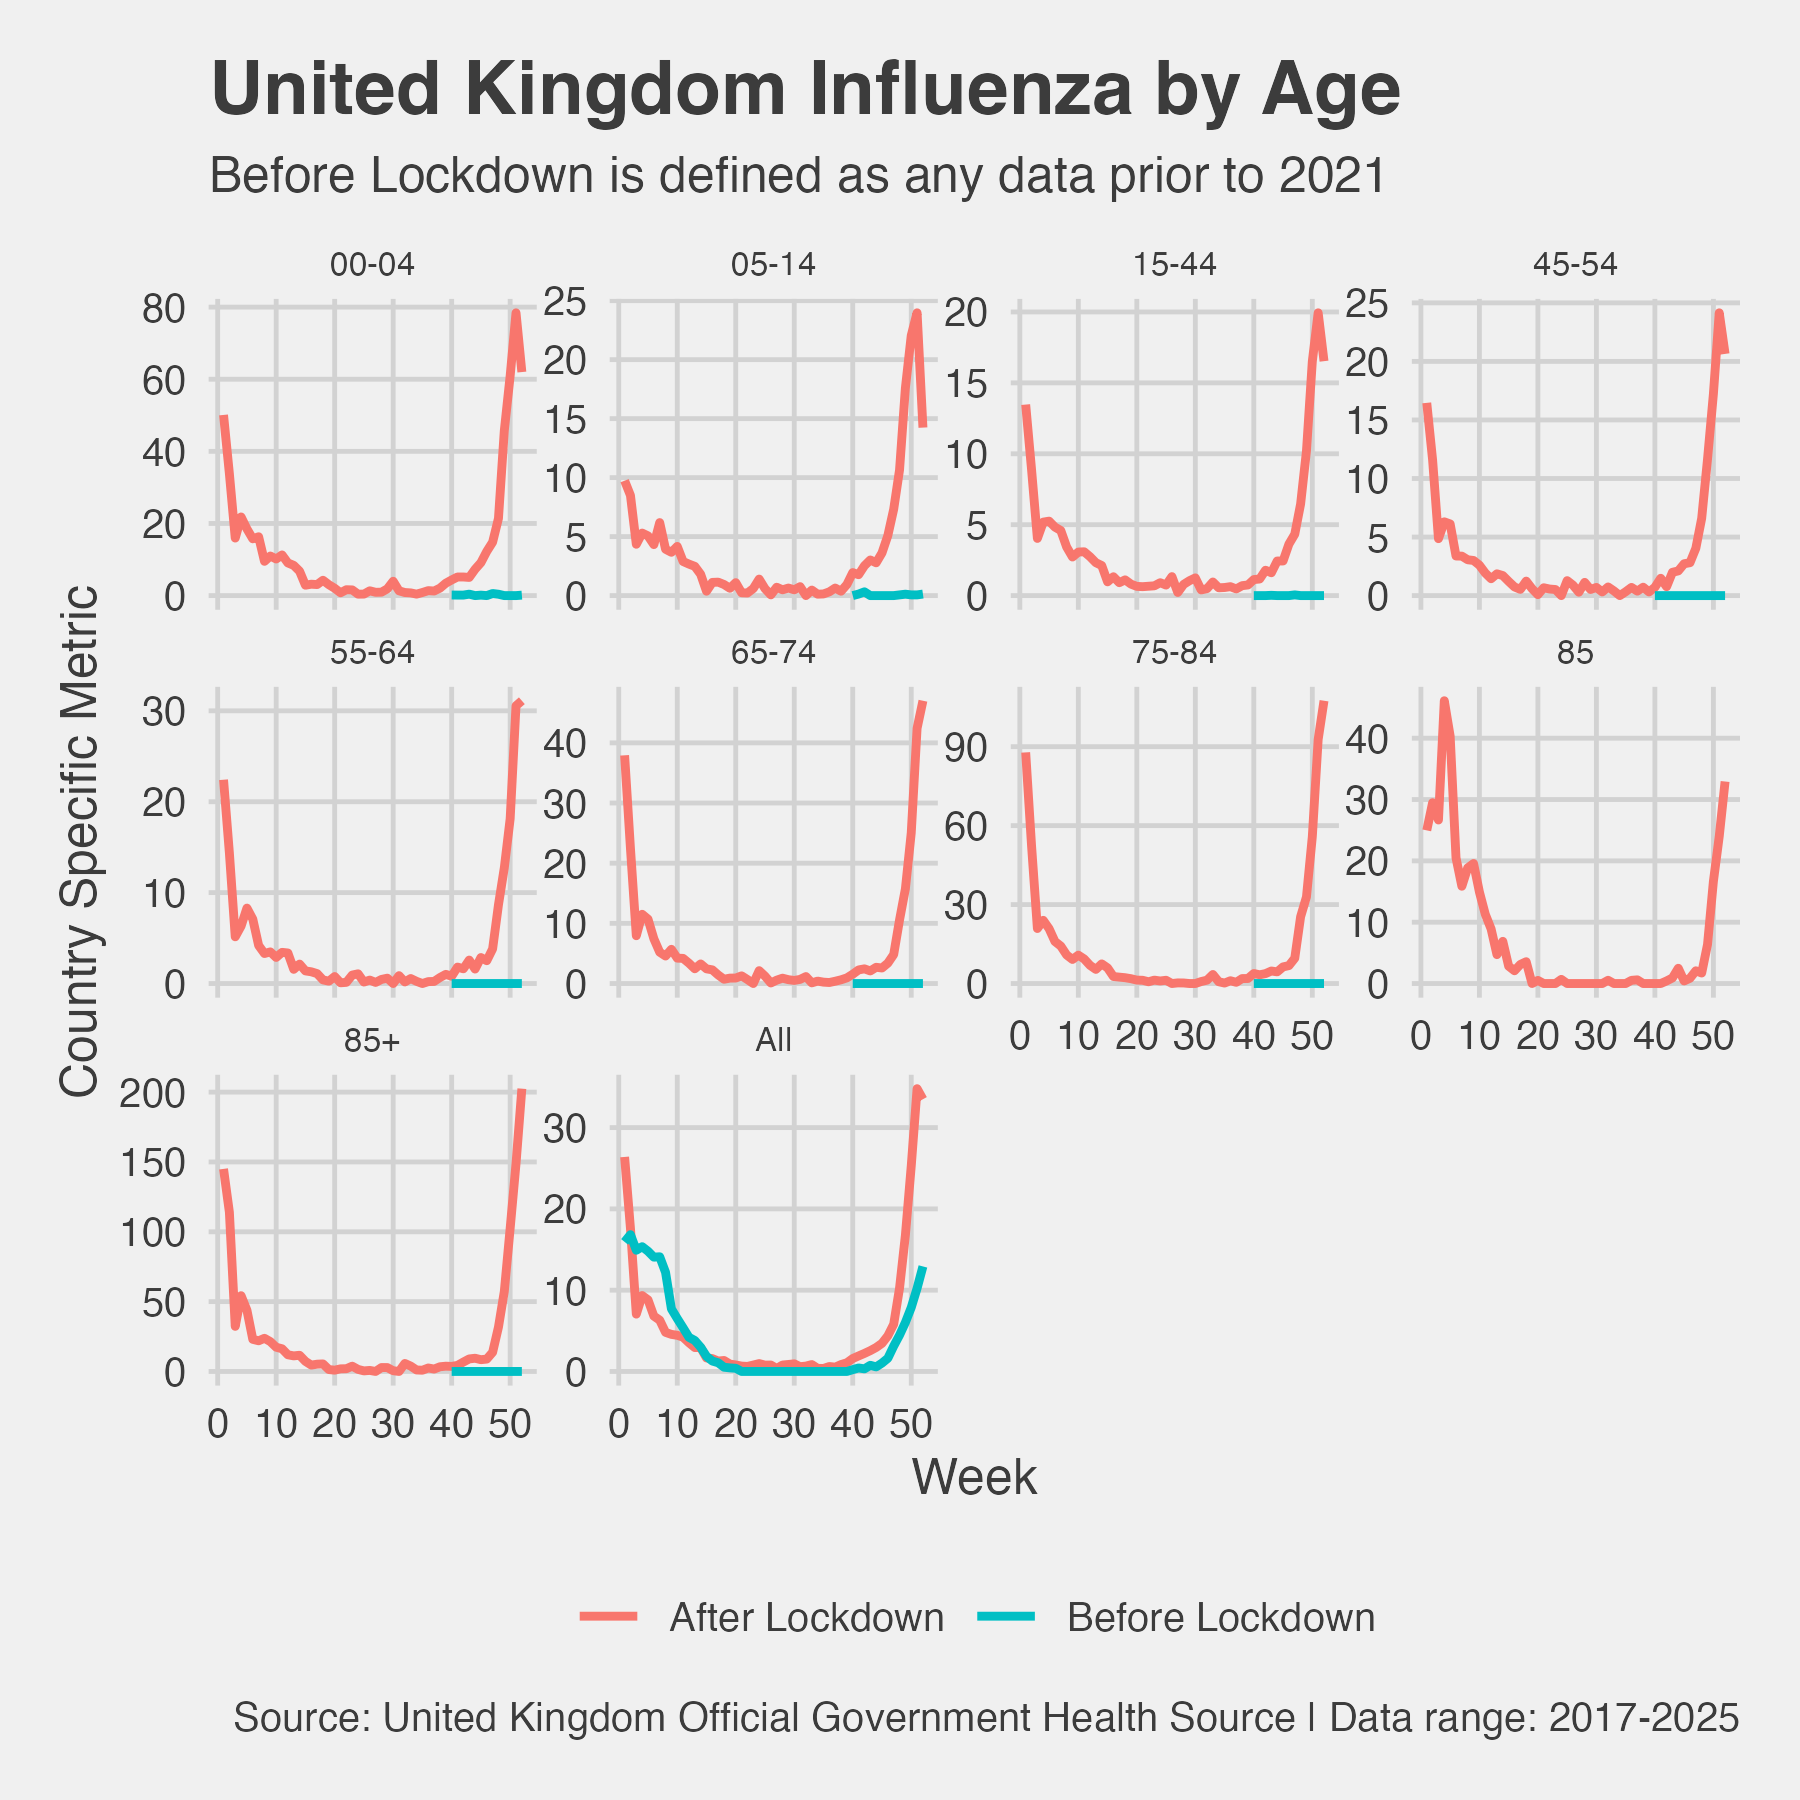 United Kingdom Influenza by Age
Before Lockdown is defined as any data prior to 2021
00-04 05-14 15-44 45-54
80 60 40 20 0
25 20 15 10 5 0
20 15 10 5 0
25 20 15 10 5 0
55-64 65-74 75-84 85
30 20 10 0
40 30 20 10 0
90 60 30 0
40 30 20 10 0
0 10 20 30 40 50
0 10 20 30 40 50
85+ All
200 150 100 50 0
30 20 10 0
0 10 20 30 40 50
0 10 20 30 40 50
Country Specific Metric
Week
After Lockdown Before Lockdown
Source: United Kingdom Official Government Health Source | Data range: 2017-2025